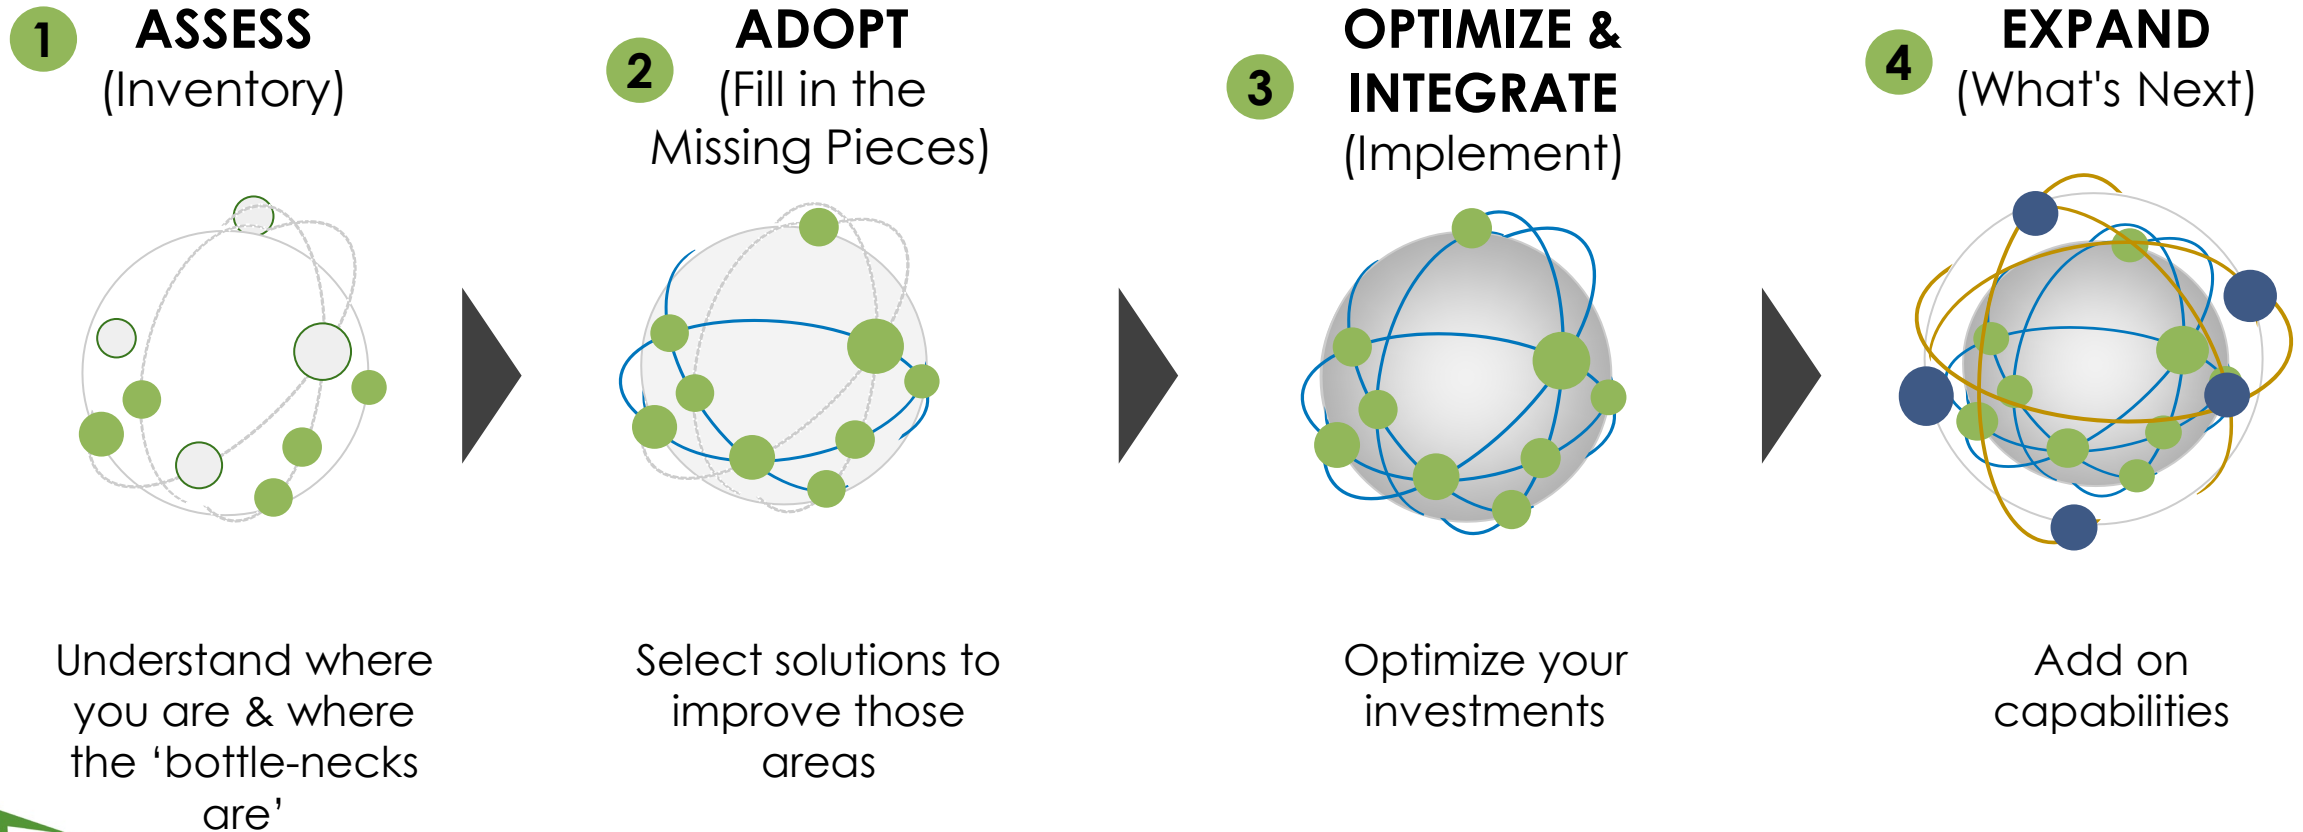 1
ASSESS
(Inventory)
Understand where
you are & where
the ‘bottle-necks
are’
2
ADOPT
(Fill in the
Missing Pieces)
Select solutions to
improve those
areas
3
OPTIMIZE &
INTEGRATE
(Implement)
Optimize your
investments
4
EXPAND
(What's Next)
Add on
capabilities